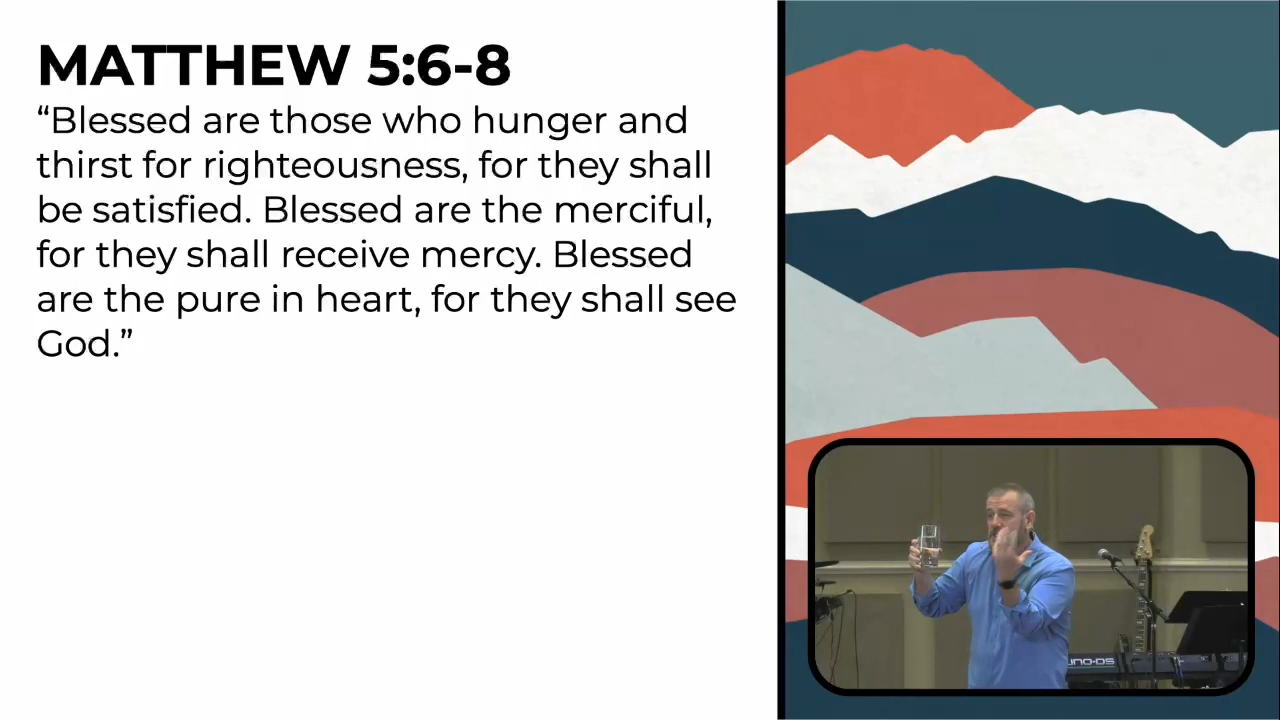 MATTHEW 5:6-8
“Blessed are those who hunger and
thirst for righteousness, for they shall
be satisfied. Blessed are the merciful,
for they shall receive mercy. Blessed
are the pure in heart, for they shall see
God.”
UNO-DS